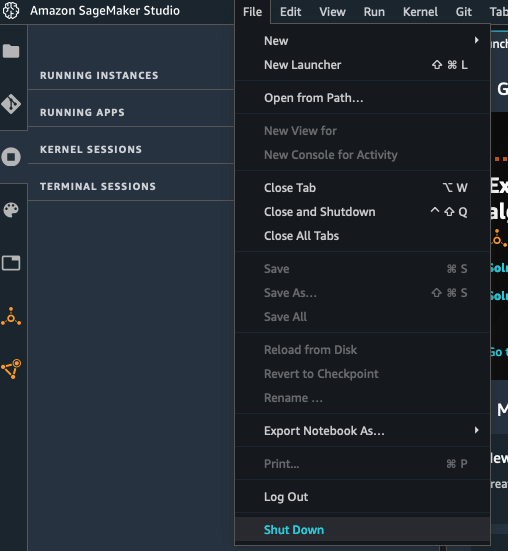 Amazon SageMaker Studio
File Edit View Run Kernel Git Tab
RUNNING INSTANCES
RUNNING APPS
KERNEL SESSIONS
TERMINAL SESSIONS
New
New Launcher ⇧ ⌘ L
Open from Path…
New View for
New Console for Activity
Close Tab ⌥ W
Close and Shutdown ^ ⇧ Q
Close All Tabs
Save ⌘ S
Save As… ⇧ ⌘ S
Save All
Reload from Disk
Revert to Checkpoint
Rename …
Export Notebook As…
Print... ⌘ P
Log Out
Shut Down
unch
G
Ex
alg
Solu
Solu
Go t
M
New
reat